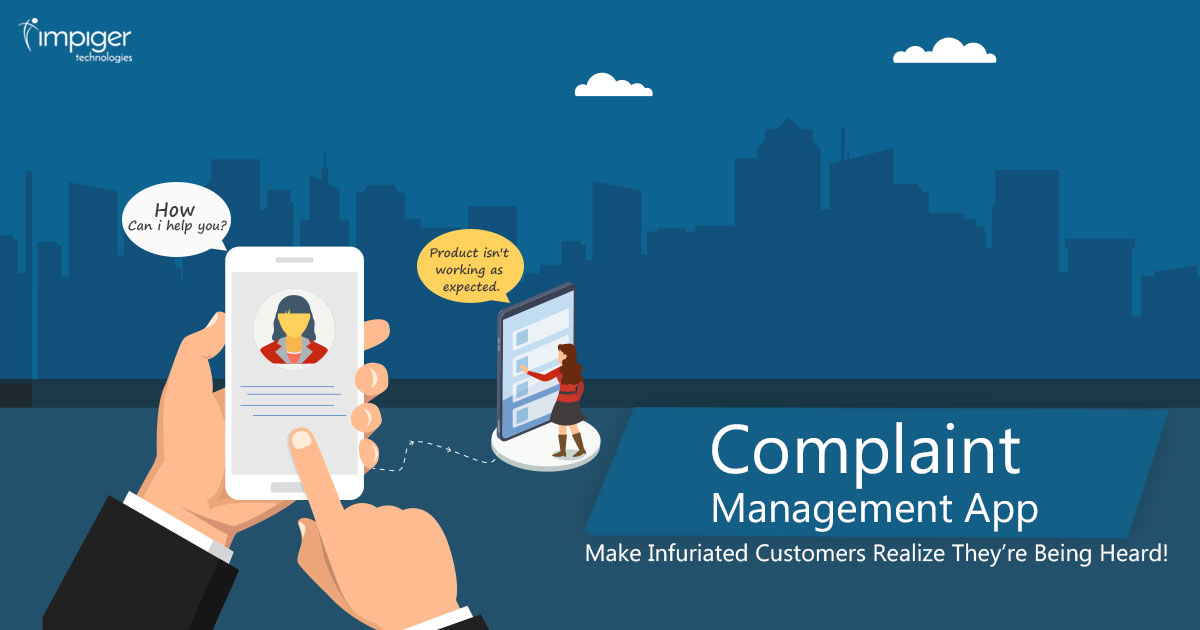 impiger
technologies
How
Can i help you?
Product isn't
working as
expected.
Complaint
Management App
Make Infuriated Customers Realize They're Being Heard!